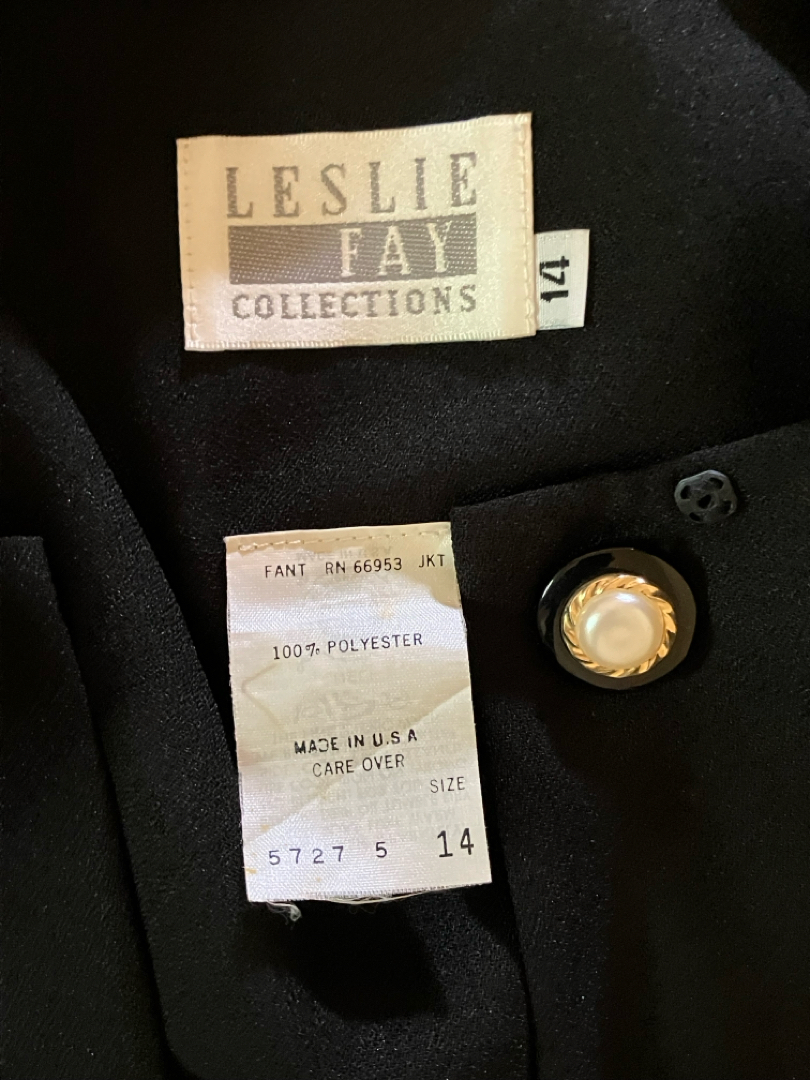 LESLIE
FAY
COLLECTIONS
14
FANT RN 66953 JKT
100% POLYESTER
MADE IN U.S.A
CARE OVER
SIZE
5727 5 14